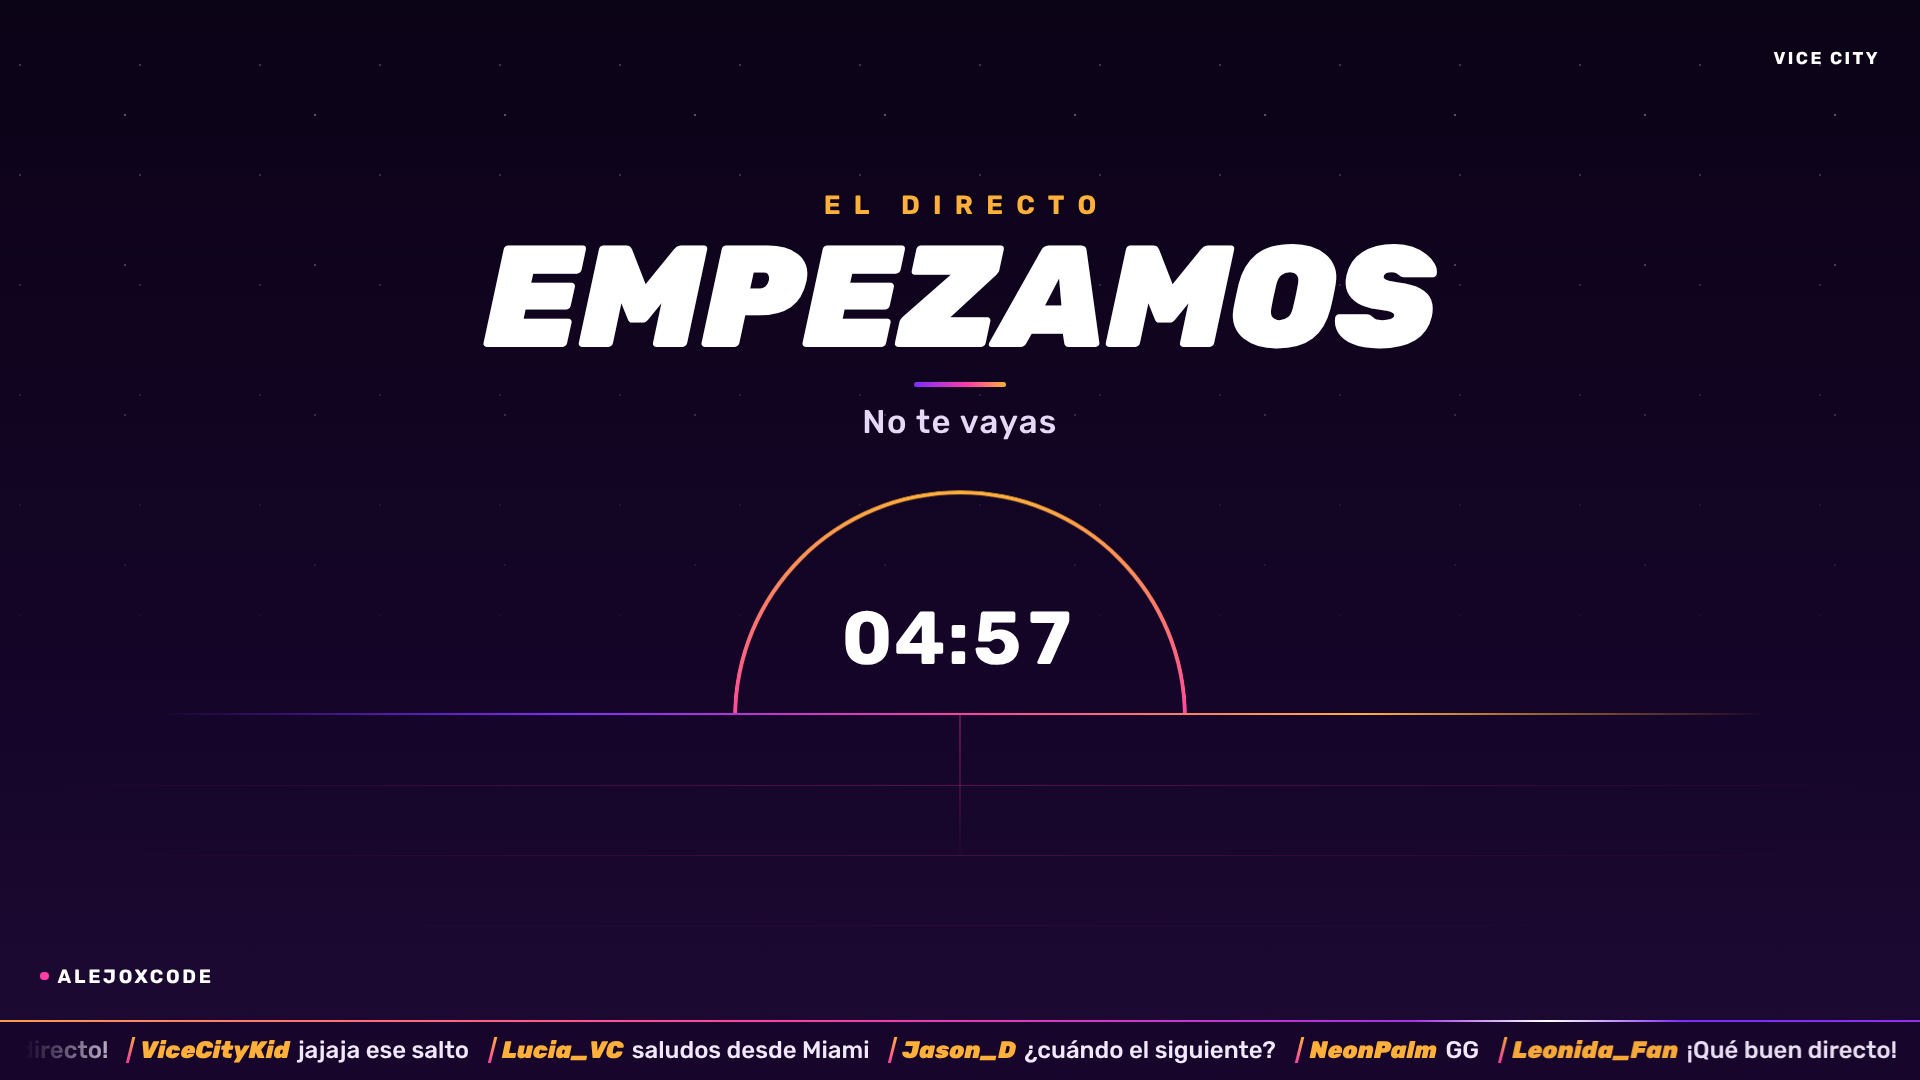 VICE CITY
EL DIRECTO
EMPEZAMOS
No te vayas
04:57
ALEJOXCODE
irecto! / ViceCityKid jajaja ese salto / Lucia_VC saludos desde Miami / Jason_D ¿cuándo el siguiente? / NeonPalm GG / Leonida_Fan ¡Qué buen directo!